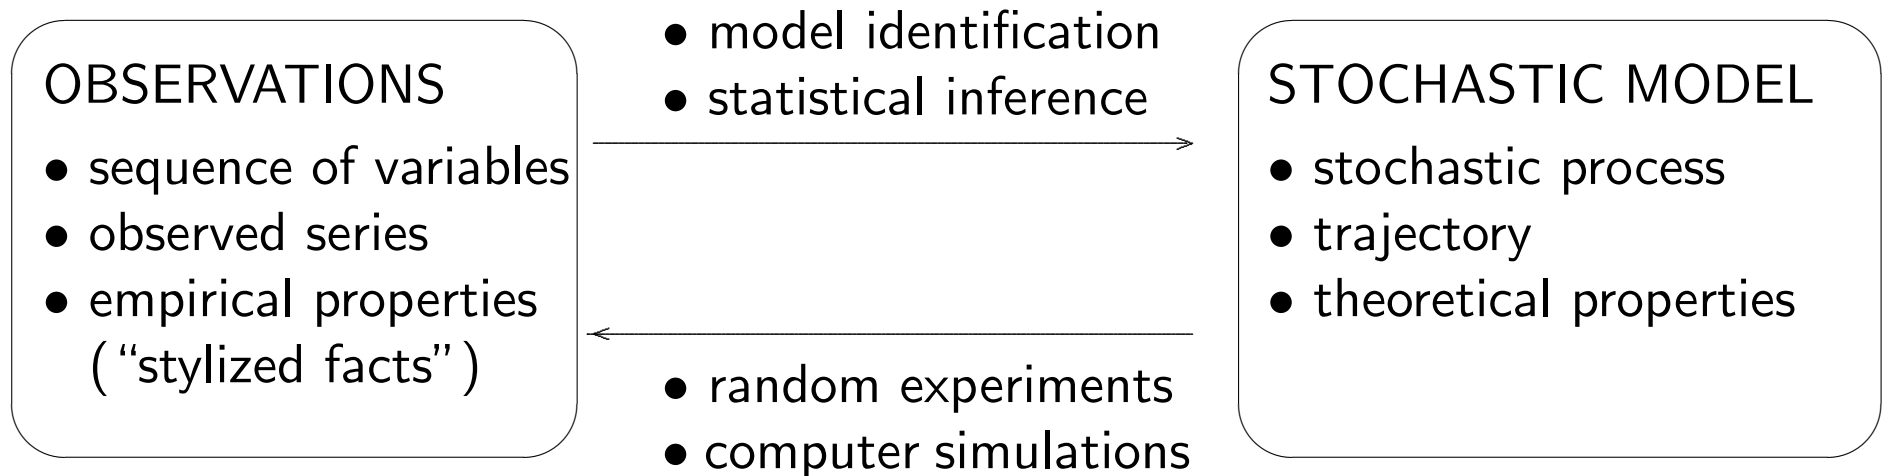 OBSERVATIONS
• sequence of variables
• observed series
• empirical properties
(“stylized facts”)
• model identification
• statistical inference
• random experiments
• computer simulations
STOCHASTIC MODEL
• stochastic process
• trajectory
• theoretical properties